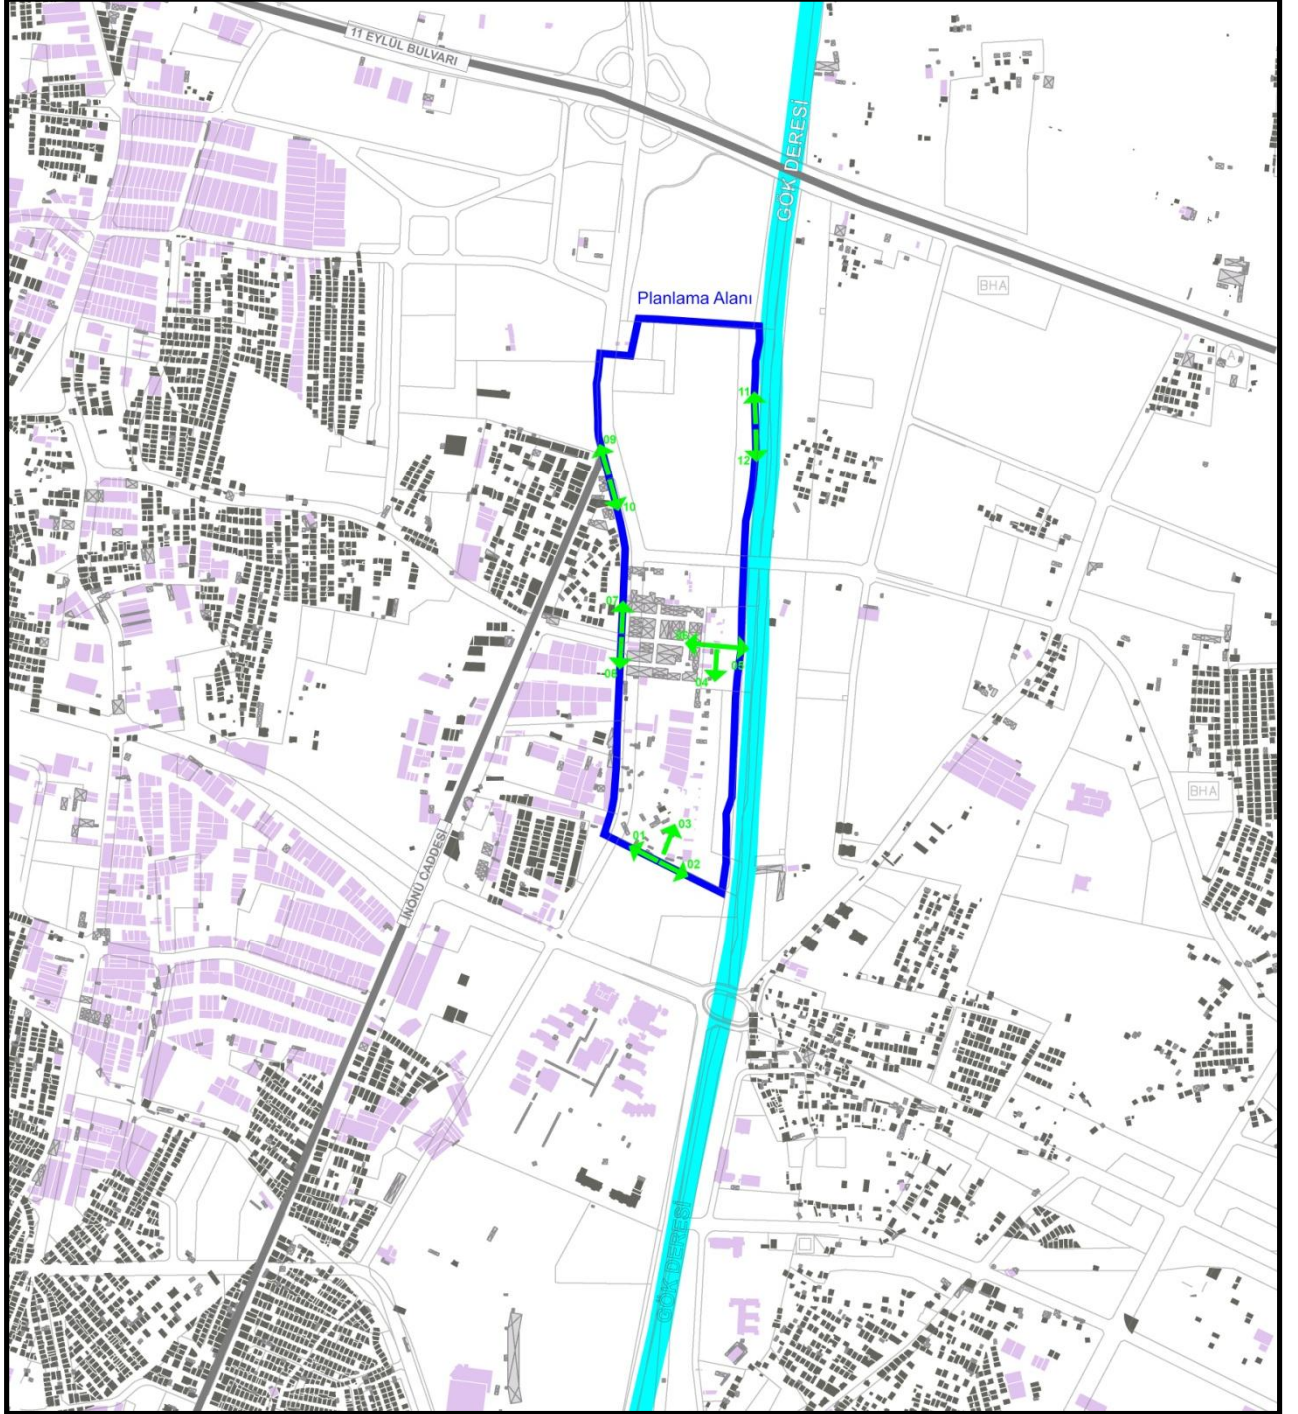 11 EYLÜL BULVARI
GÖK DERESİ
BHA
Planlama Alanı
A
11
09
12
10
07
06
05
08
04
BHA
03
01
02
İNÖNÜ CADDESİ
GÖK DERESİ